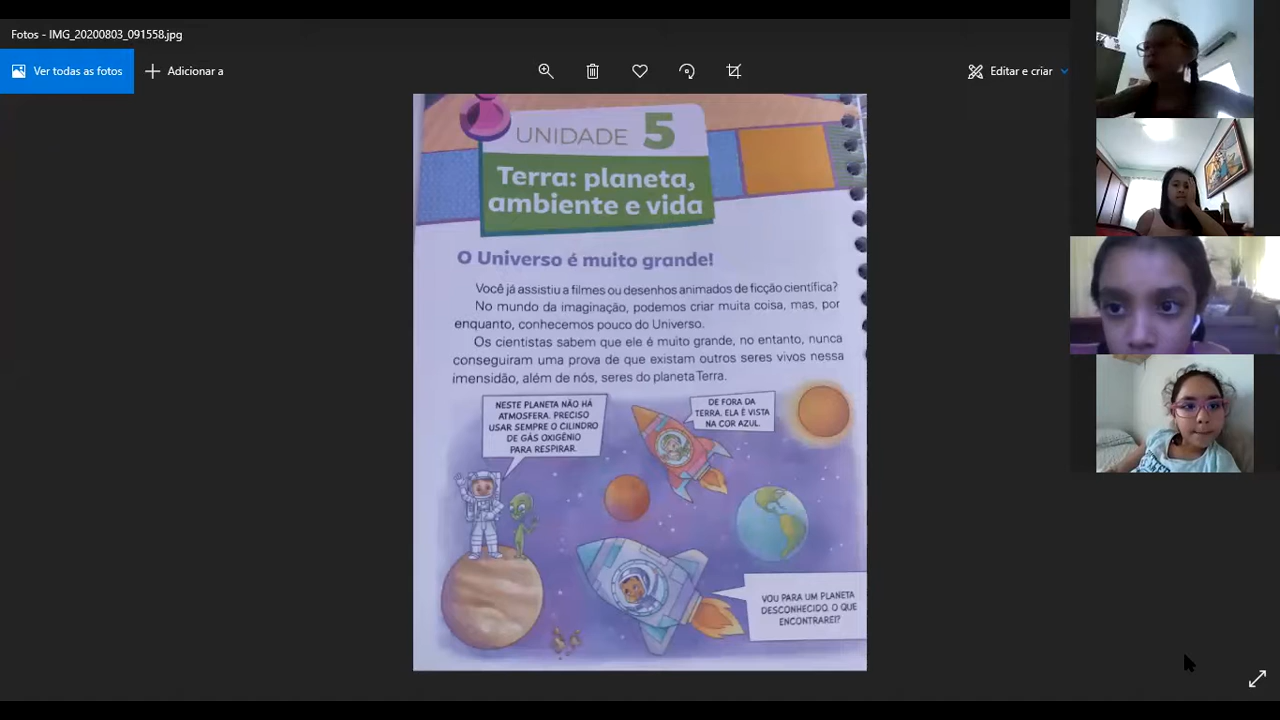 Fotos - IMG_20200803_091558.jpg
Ver todas as fotos
Adicionar a
Editar e criar
UNIDADE 5
Terra: planeta,
ambiente e vida
O Universo é muito grande!
Você já assistiu a filmes ou desenhos animados de ficção científica?
No mundo da imaginação, podemos criar muita coisa, mas, por
enquanto, conhecemos pouco do Universo.
Os cientistas sabem que ele é muito grande, no entanto, nunca
conseguiram uma prova de que existam outros seres vivos nessa
imensidão, além de nós, seres do planeta Terra.
NESTE PLANETA NÃO HÁ
ATMOSFERA. PRECISO
USAR SEMPRE O CILINDRO
DE GÁS OXIGÊNIO
PARA RESPIRAR.
DE FORA DA
TERRA, ELA É VISTA
NA COR AZUL.
VOU PARA UM PLANETA
DESCONHECIDO. O QUE
ENCONTRAREI?